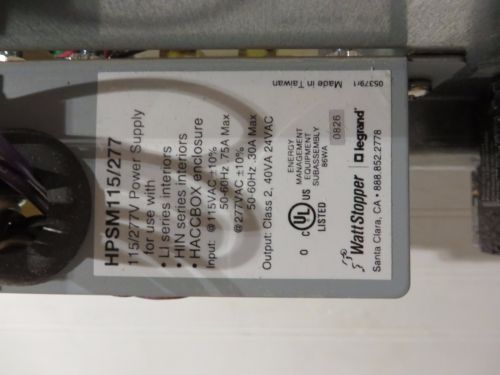 HPSM115/277
115/277V Power Supply
for use with
• LI series interiors
• HIN series interiors
• HACCBOX enclosure
Input: @115VAC ±10%
50-60Hz .75A Max
@277VAC ±10%
50-60Hz .30A Max
Output: Class 2, 40VA 24VAC
C UL US
LISTED
ENERGY
MANAGEMENT
EQUIPMENT
SUBASSEMBLY
86WA
0826
WattStopper legrand
Santa Clara, CA • 888.852.2778
Made in Taiwan
05379r1